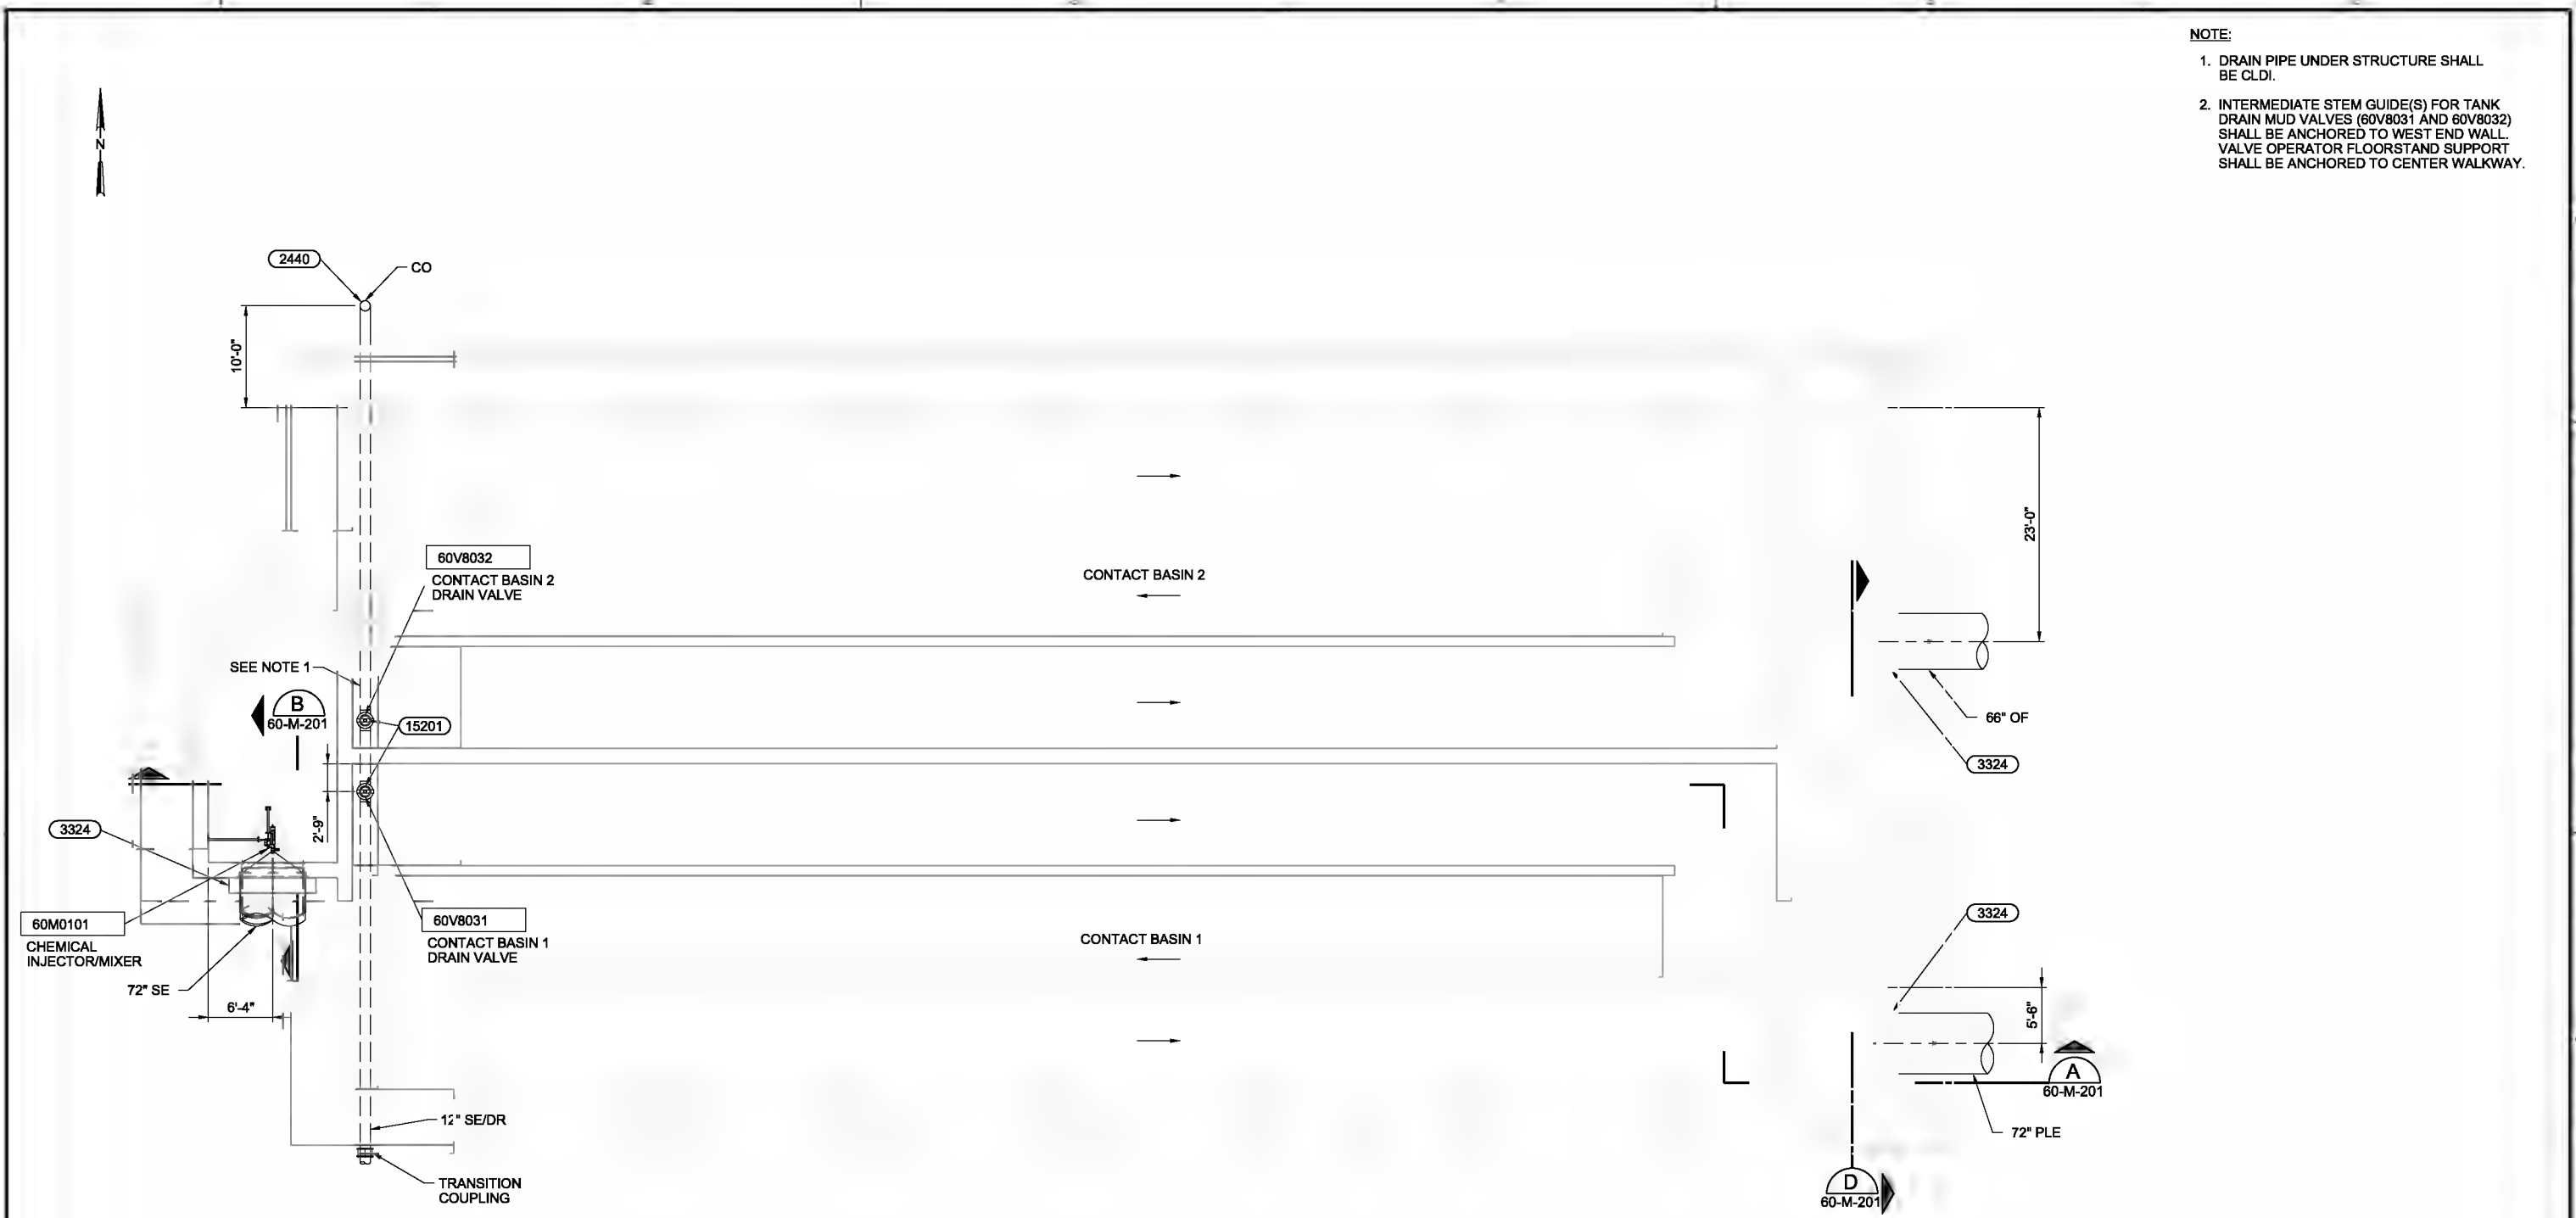 NOTE:
1. DRAIN PIPE UNDER STRUCTURE SHALL
BE CLDI.
2. INTERMEDIATE STEM GUIDE(S) FOR TANK
DRAIN MUD VALVES (60V8031 AND 60V8032)
SHALL BE ANCHORED TO WEST END WALL.
VALVE OPERATOR FLOORSTAND SUPPORT
SHALL BE ANCHORED TO CENTER WALKWAY.
N
2440
CO
10'-0"
23'-0"
60V8032
CONTACT BASIN 2
DRAIN VALVE
CONTACT BASIN 2
SEE NOTE 1
B
60-M-201
15201
66" OF
3324
2'-9"
3324
60M0101
CHEMICAL
INJECTOR/MIXER
72" SE
6'-4"
60V8031
CONTACT BASIN 1
DRAIN VALVE
CONTACT BASIN 1
3324
5'-6"
A
60-M-201
72" PLE
12" SE/DR
TRANSITION
COUPLING
D
60-M-201